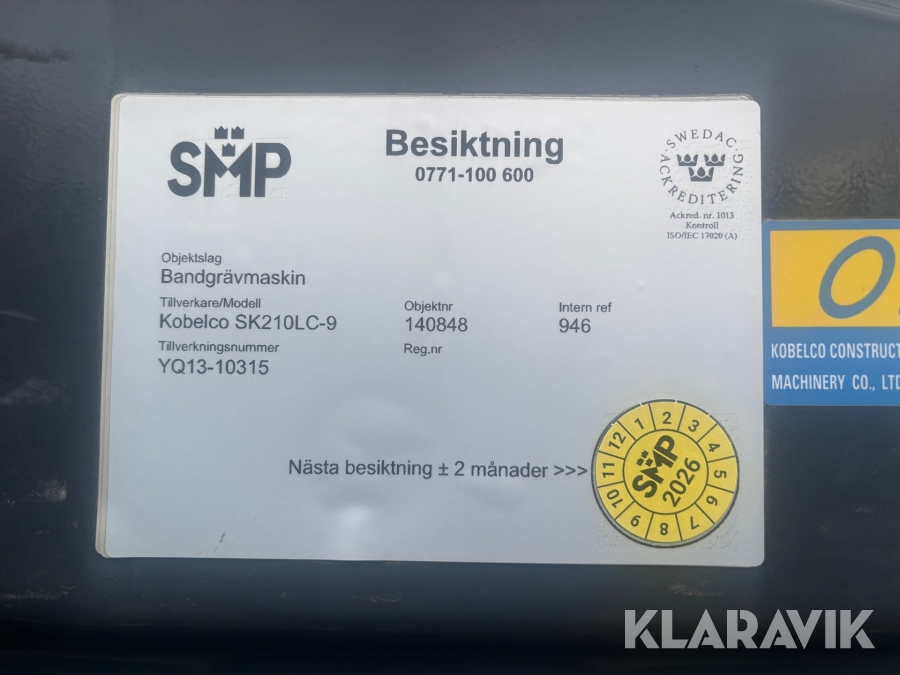 SMP
Besiktning
0771-100 600
SWEDAC ACKREDITERING
Ackred. nr. 1013
Kontroll
ISO/IEC 17020 (A)
Objektslag
Bandgrävmaskin
Tillverkare/Modell
Kobelco SK210LC-9
Objektnr
140848
Intern ref
946
Tillverkningsnummer
YQ13-10315
Reg.nr
KOBELCO CONSTRUCT
MACHINERY CO., LTD
Nästa besiktning ± 2 månader >>>
1 2 3 4 5 6 7 8 9 10 11 12
SMP
2026
KLARAVIK